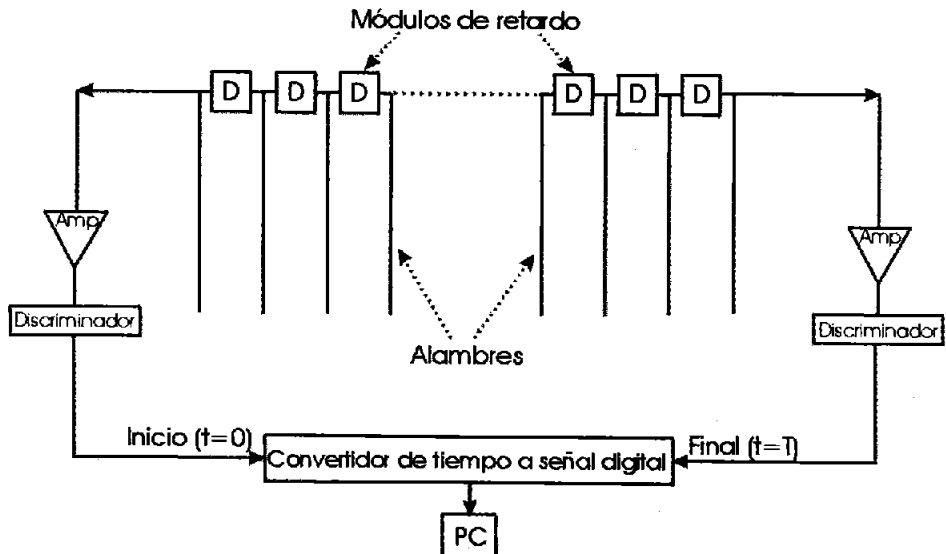 Módulos de retardo
D D D D D D
Amp
Amp
Discriminador
Discriminador
Alambres
Inicio (t=0)
Final (t=T)
Convertidor de tiempo a señal digital
PC